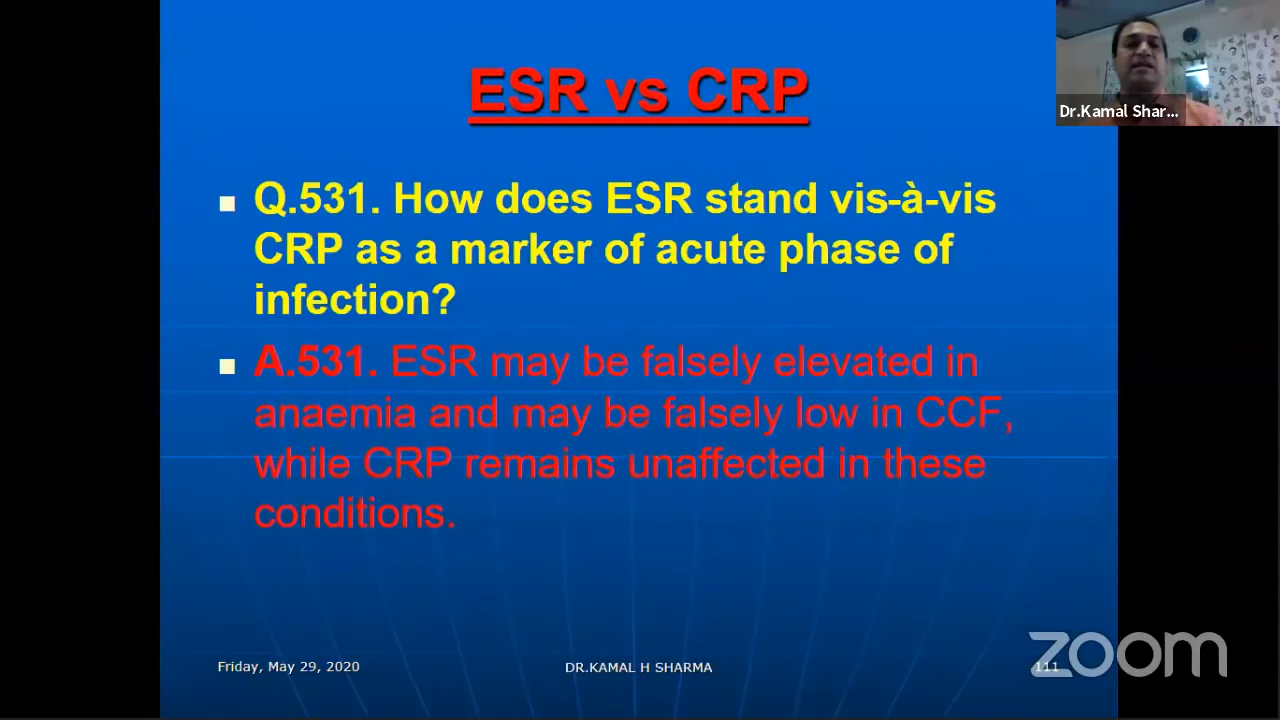 ESR vs CRP
Dr.Kamal Shar...
Q.531. How does ESR stand vis-à-vis
CRP as a marker of acute phase of
infection?
A.531. ESR may be falsely elevated in
anaemia and may be falsely low in CCF,
while CRP remains unaffected in these
conditions.
Friday, May 29, 2020
DR.KAMAL H SHARMA
111
zoom